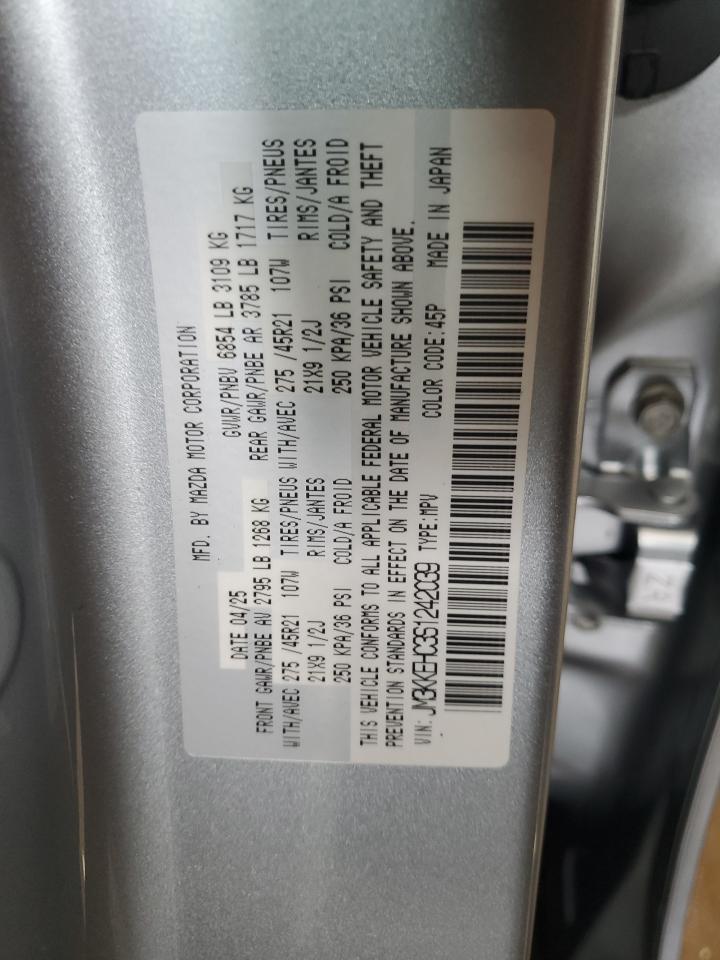 MFD. BY MAZDA MOTOR CORPORATION
DATE 04/25 GVWR/PNBV 6854 LB 3109 KG
FRONT GAWR/PNBE AV 2795 LB 1268 KG REAR GAWR/PNBE AR 3785 LB 1717 KG
WITH/AVEC 275 /45R21 107W TIRES/PNEUS WITH/AVEC 275 /45R21 107W TIRES/PNEUS
21X9 1/2J RIMS/JANTES 21X9 1/2J RIMS/JANTES
250 KPA/36 PSI COLD/A FROID 250 KPA/36 PSI COLD/A FROID
THIS VEHICLE CONFORMS TO ALL APPLICABLE FEDERAL MOTOR VEHICLE SAFETY AND THEFT
PREVENTION STANDARDS IN EFFECT ON THE DATE OF MANUFACTURE SHOWN ABOVE.
VIN: JM3KKEHC3S1242039 TYPE:MPV COLOR CODE:45P MADE IN JAPAN